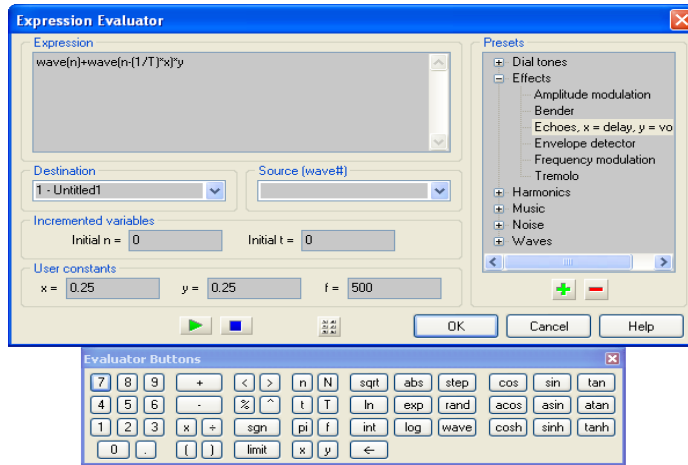 Expression Evaluator
Expression
wave(n)+wave(n-(1/T)*x)*y
Presets
Dial tones
Effects
Amplitude modulation
Bender
Echoes, x = delay, y = vo
Envelope detector
Frequency modulation
Tremolo
Harmonics
Music
Noise
Waves
Destination
1 - Untitled1
Source (wave#)
Incremented variables
Initial n = 0 Initial t = 0
User constants
x = 0.25 y = 0.25 f = 500
OK Cancel Help
Evaluator Buttons
7 8 9 + < > n N sqrt abs step cos sin tan
4 5 6 - % ^ t T ln exp rand acos asin atan
1 2 3 x ÷ sgn pi f int log wave cosh sinh tanh
0 . ( ) limit x y ←